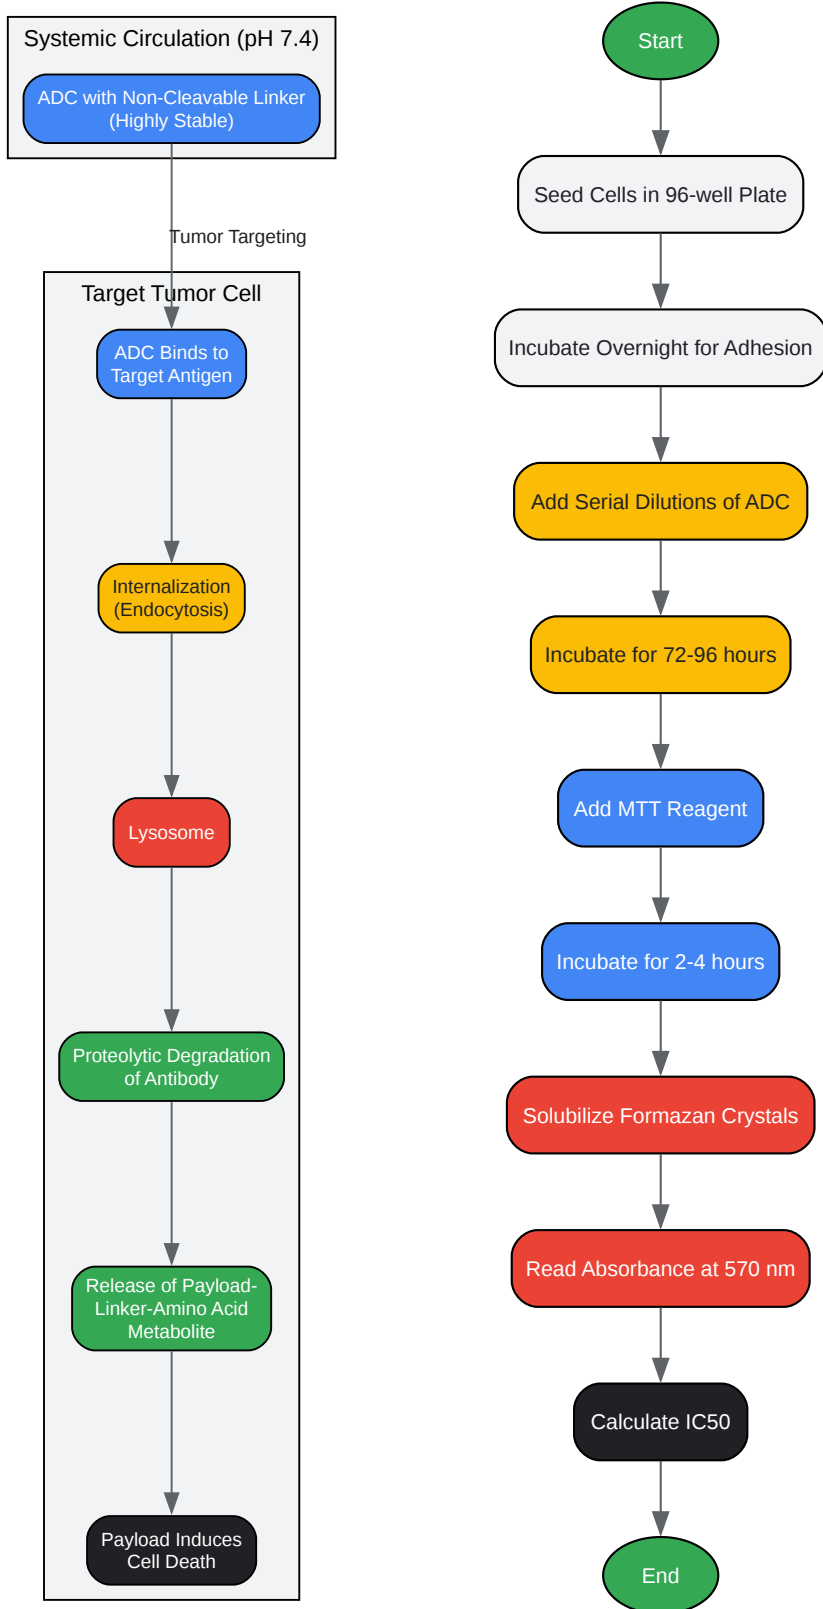 Systemic Circulation (pH 7.4)
ADC with Non-Cleavable Linker
(Highly Stable)
Tumor Targeting
Target Tumor Cell
ADC Binds to
Target Antigen
Internalization
(Endocytosis)
Lysosome
Proteolytic Degradation
of Antibody
Release of Payload-
Linker-Amino Acid
Metabolite
Payload Induces
Cell Death
Start
Seed Cells in 96-well Plate
Incubate Overnight for Adhesion
Add Serial Dilutions of ADC
Incubate for 72-96 hours
Add MTT Reagent
Incubate for 2-4 hours
Solubilize Formazan Crystals
Read Absorbance at 570 nm
Calculate IC50
End